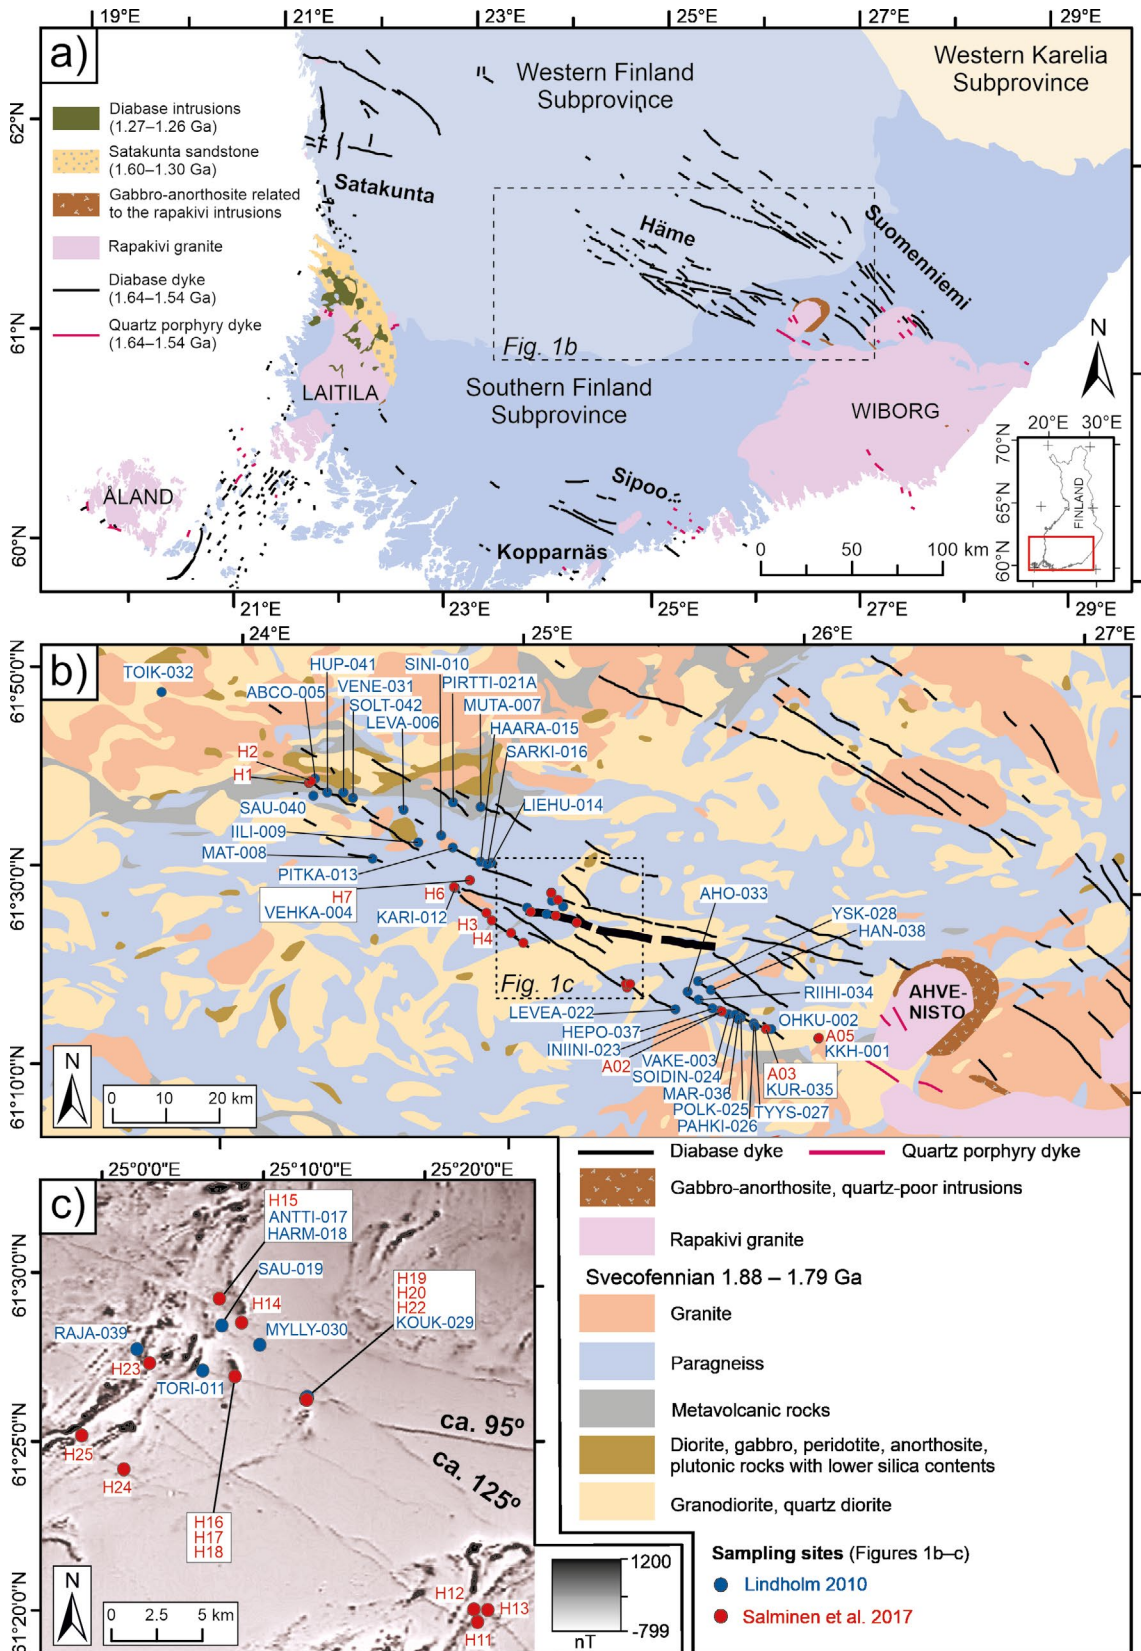 19°E 21°E 23°E 25°E 27°E 29°E
a)
Western Finland
Subprovince
Western Karelia
Subprovince
62°N
61°N
60°N
Diabase intrusions
(1.27–1.26 Ga)
Satakunta sandstone
(1.60–1.30 Ga)
Gabbro-anorthosite related
to the rapakivi intrusions
Rapakivi granite
Diabase dyke
(1.64–1.54 Ga)
Quartz porphyry dyke
(1.64–1.54 Ga)
Satakunta
Häme
Suomenniemi
Fig. 1b
LAITILA
Southern Finland
Subprovince
WIBORG
N
ÅLAND
Sipoo
Kopparnäs
0 50 100 km
20°E 30°E
70°N
65°N
60°N
FINLAND
21°E 23°E 25°E 27°E 29°E
24°E 25°E 26°E 27°E
b)
61°50'0"N
61°30'0"N
61°10'0"N
TOIK-032
HUP-041
SINI-010
ABCO-005
VENE-031
PIRTTI-021A
SOLT-042
MUTA-007
LEVA-006
HAARA-015
H2
SARKI-016
H1
SAU-040
LIEHU-014
IILI-009
MAT-008
PITKA-013
H7
VEHKA-004
H6
KARI-012
H3
H4
AHO-033
YSK-028
HAN-038
Fig. 1c
RIIHI-034
LEVEA-022
HEPO-037
OHKU-002
INIINI-023
A05
KKH-001
A02
VAKE-003
SOIDIN-024
A03
KUR-035
MAR-036
POLK-025
TYYS-027
PAHKI-026
AHVE-
NISTO
N
0 10 20 km
25°0'0"E 25°10'0"E 25°20'0"E
c)
61°30'0"N
61°25'0"N
61°20'0"N
H15
ANTTI-017
HARM-018
SAU-019
H19
H20
H22
KOUK-029
H14
RAJA-039
MYLLY-030
H23
TORI-011
ca. 95º
H25
ca. 125º
H24
H16
H17
H18
N
0 2.5 5 km
H12
H13
H11
1200
-799
nT
Diabase dyke
Quartz porphyry dyke
Gabbro-anorthosite, quartz-poor intrusions
Rapakivi granite
Svecofennian 1.88 – 1.79 Ga
Granite
Paragneiss
Metavolcanic rocks
Diorite, gabbro, peridotite, anorthosite,
plutonic rocks with lower silica contents
Granodiorite, quartz diorite
Sampling sites (Figures 1b–c)
Lindholm 2010
Salminen et al. 2017